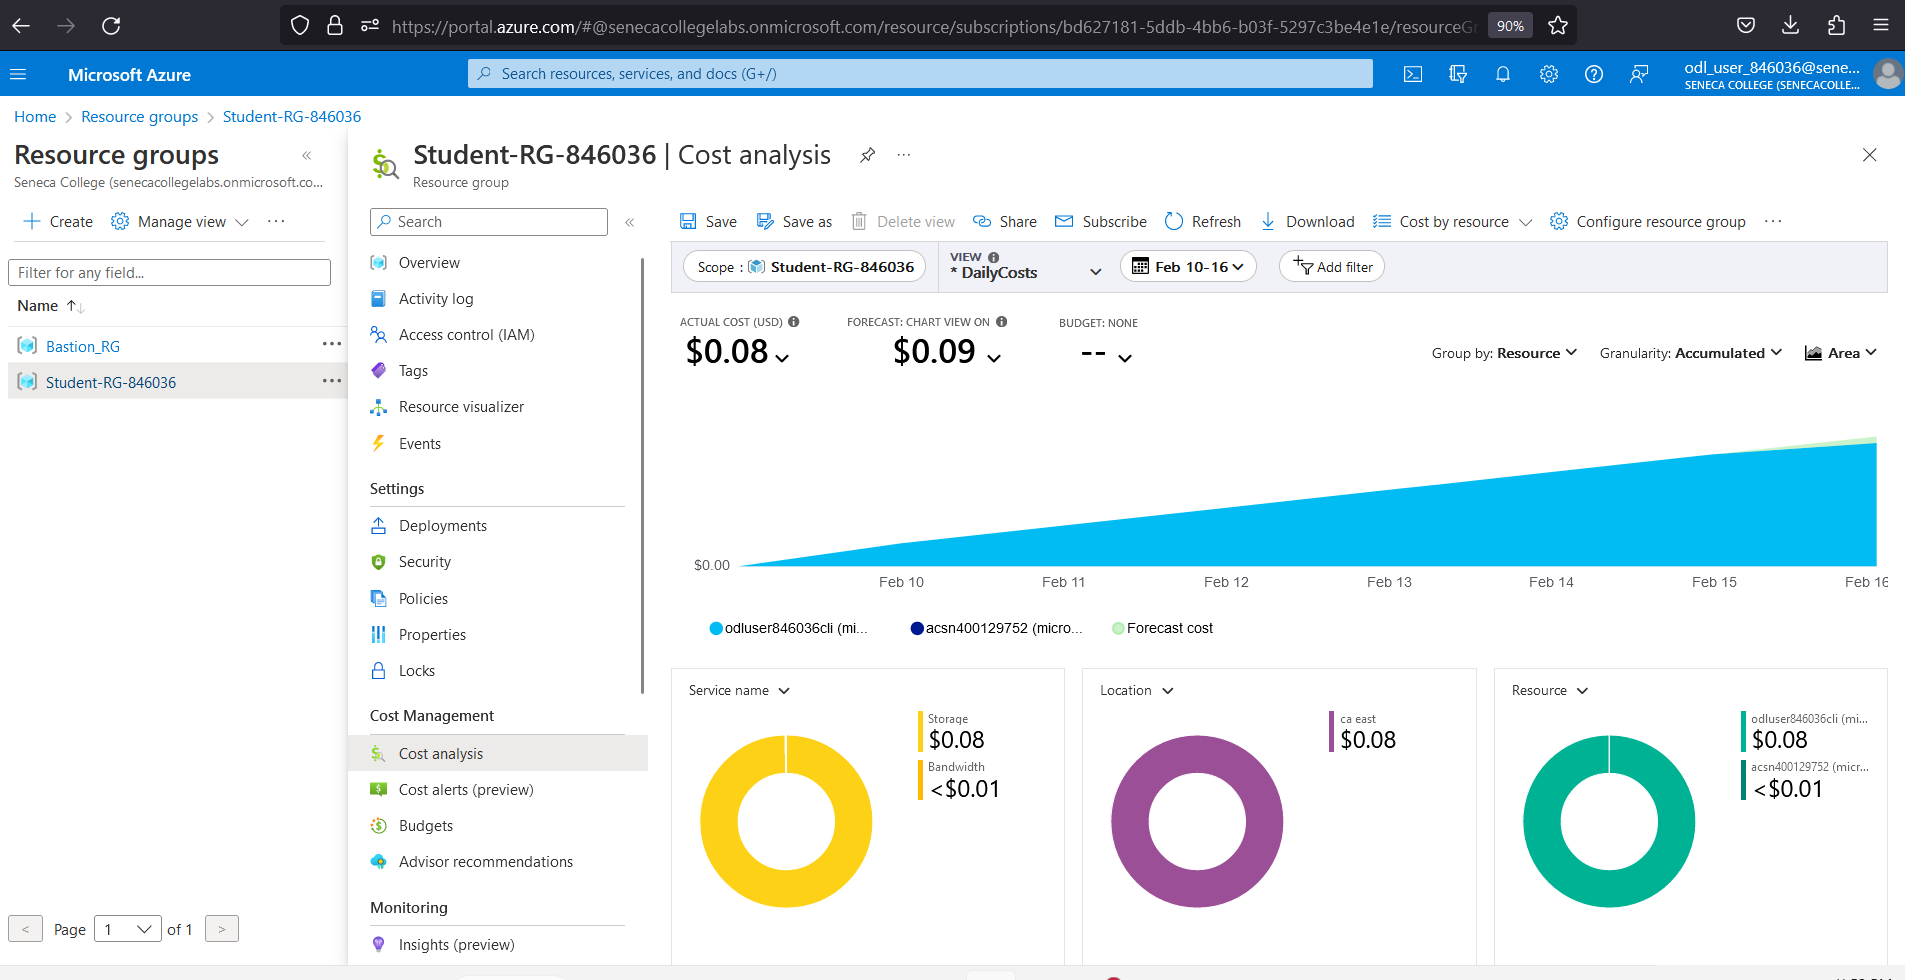 https://portal.azure.com/#@senecacollegelabs.onmicrosoft.com/resource/subscriptions/bd627181-5ddb-4bb6-b03f-5297c3be4e1e/resourceGr
90%
Microsoft Azure
Search resources, services, and docs (G+/)
odl_user_846036@sene...
SENECA COLLEGE (SENECACOLLE...
Home > Resource groups > Student-RG-846036
Resource groups
Seneca College (senecacollegelabs.onmicrosoft.co...
Create
Manage view
Filter for any field...
Name
Bastion_RG
Student-RG-846036
< Page 1 of 1 >
Student-RG-846036 | Cost analysis
Resource group
Search
Overview
Activity log
Access control (IAM)
Tags
Resource visualizer
Events
Settings
Deployments
Security
Policies
Properties
Locks
Cost Management
Cost analysis
Cost alerts (preview)
Budgets
Advisor recommendations
Monitoring
Insights (preview)
Save
Save as
Delete view
Share
Subscribe
Refresh
Download
Cost by resource
Configure resource group
Scope : Student-RG-846036
VIEW
* DailyCosts
Feb 10-16
Add filter
ACTUAL COST (USD)
$0.08
FORECAST: CHART VIEW ON
$0.09
BUDGET: NONE
--
Group by: Resource
Granularity: Accumulated
Area
$0.00
Feb 10
Feb 11
Feb 12
Feb 13
Feb 14
Feb 15
Feb 16
odluser846036cli (mi...
acsn400129752 (micro...
Forecast cost
Service name
Storage
$0.08
Bandwidth
<$0.01
Location
ca east
$0.08
Resource
odluser846036cli (mi...
$0.08
acsn400129752 (micr...
<$0.01